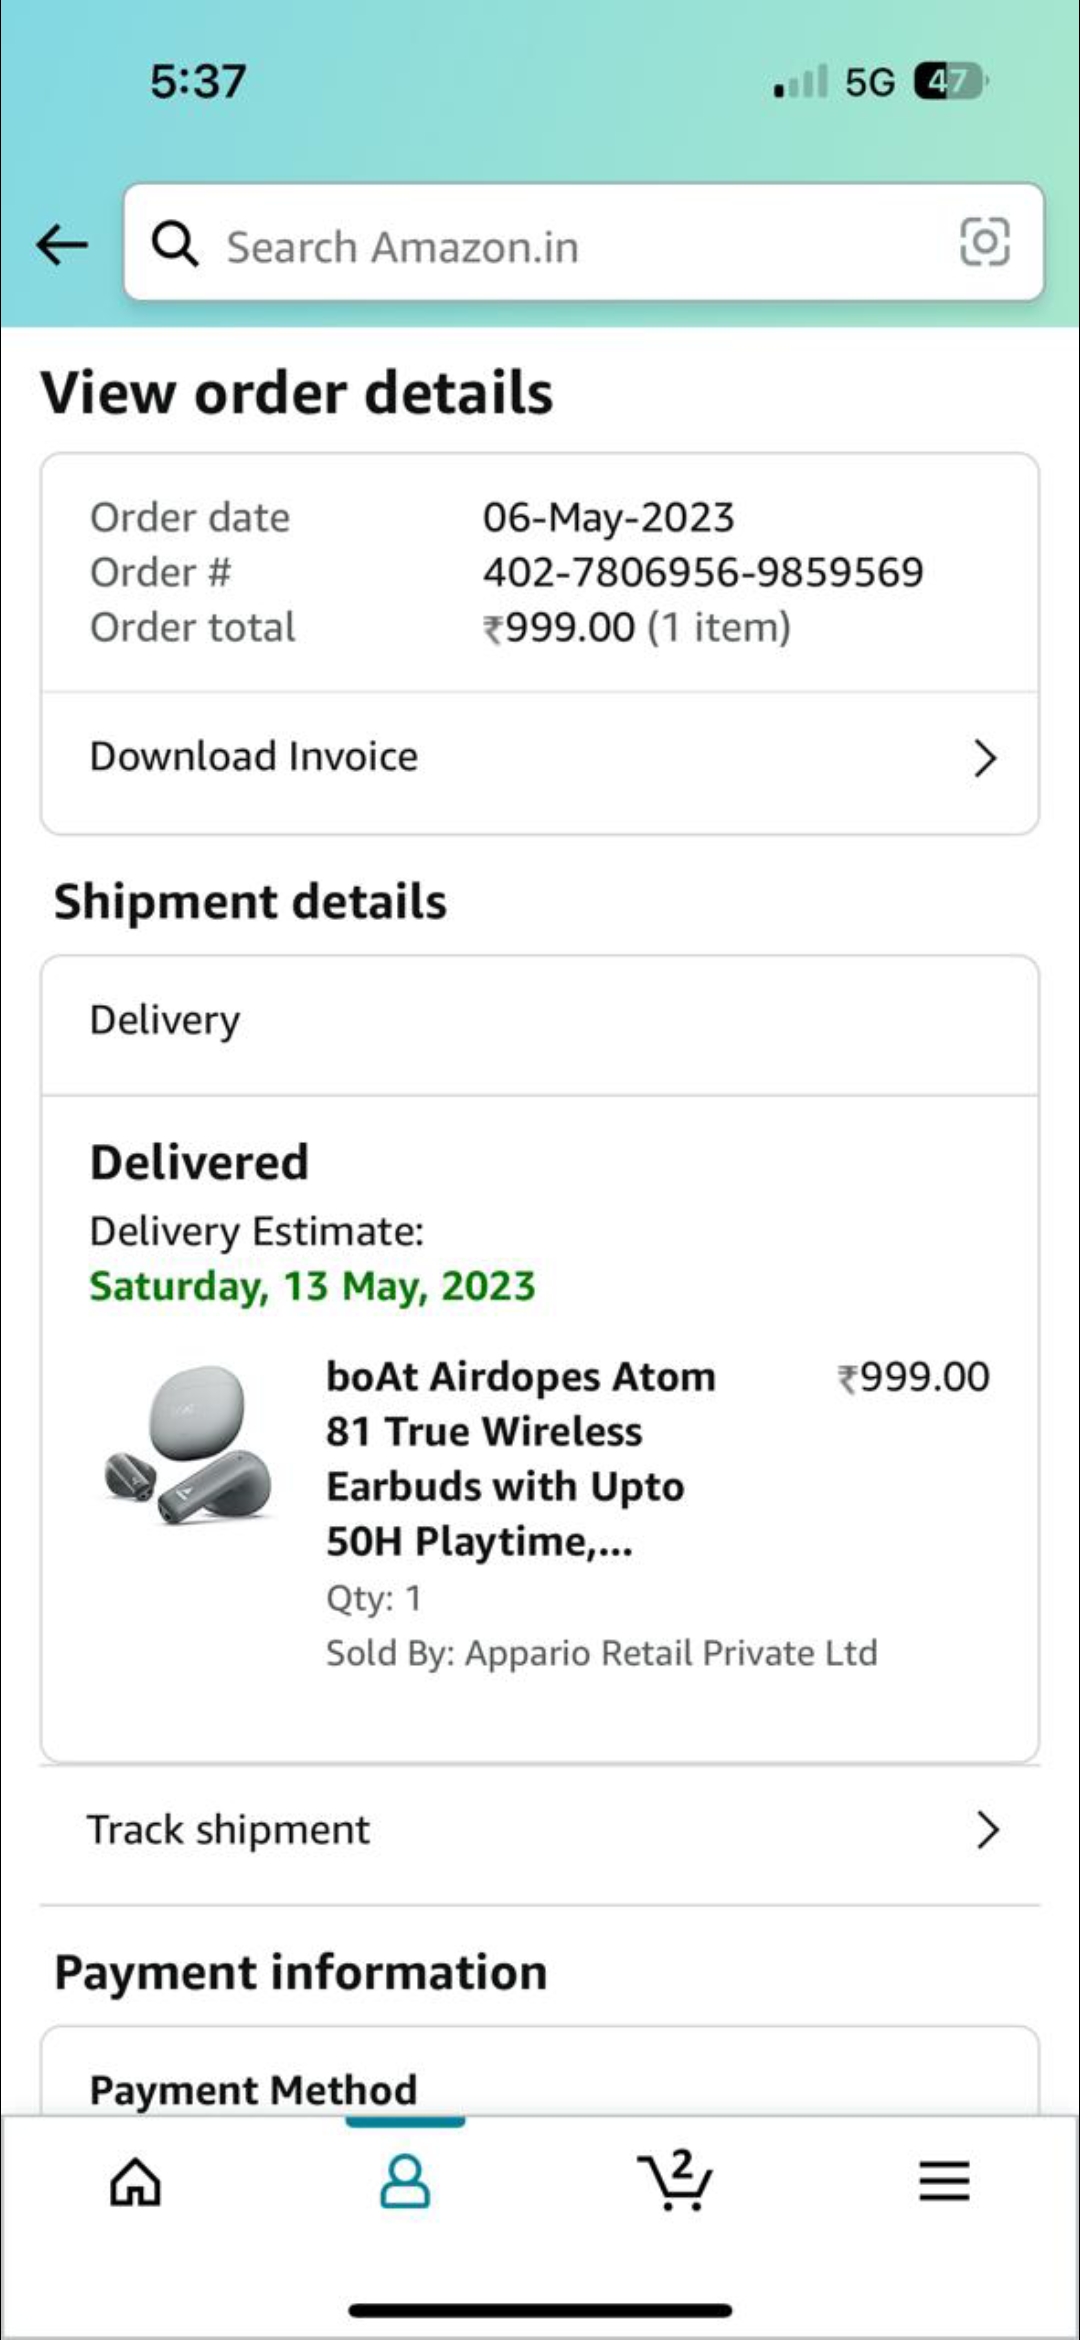 5:37
5G 47
Search Amazon.in
View order details
Order date 06-May-2023
Order # 402-7806956-9859569
Order total ₹999.00 (1 item)
Download Invoice
Shipment details
Delivery
Delivered
Delivery Estimate:
Saturday, 13 May, 2023
boAt Airdopes Atom ₹999.00
81 True Wireless
Earbuds with Upto
50H Playtime,...
Qty: 1
Sold By: Appario Retail Private Ltd
Track shipment
Payment information
Payment Method
2